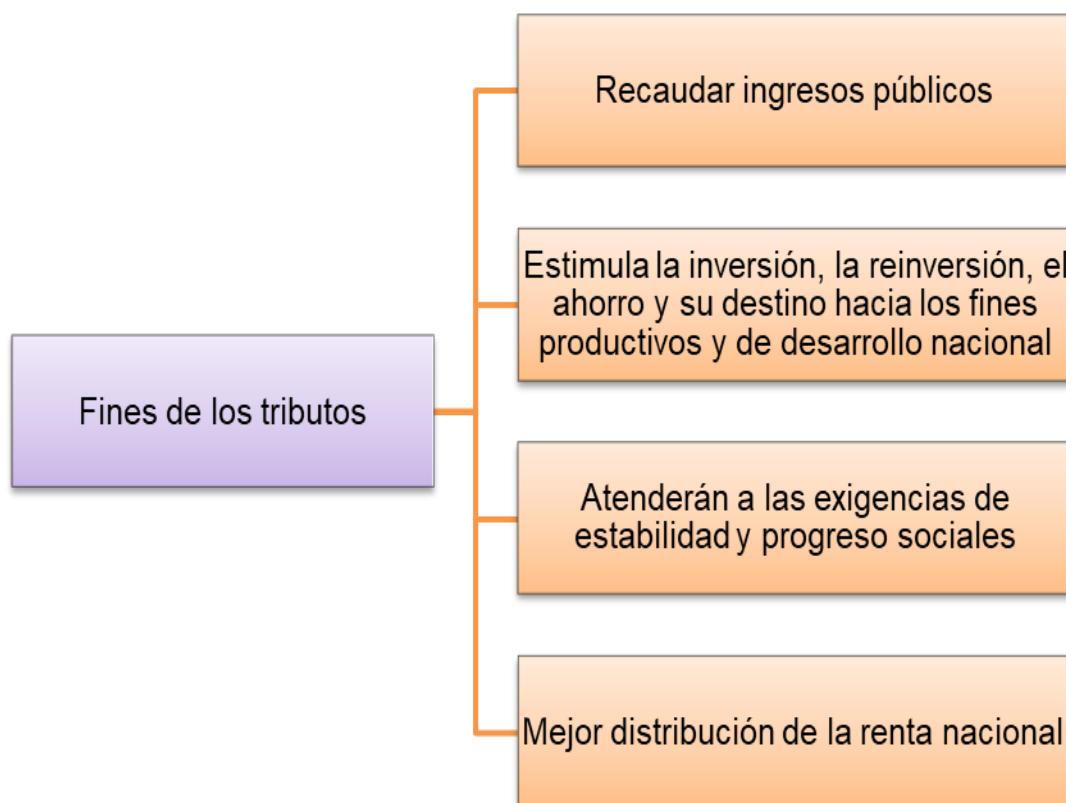 Recaudar ingresos públicos
Estimula la inversión, la reinversión, el
ahorro y su destino hacia los fines
productivos y de desarrollo nacional
Fines de los tributos
Atenderán a las exigencias de
estabilidad y progreso sociales
Mejor distribución de la renta nacional